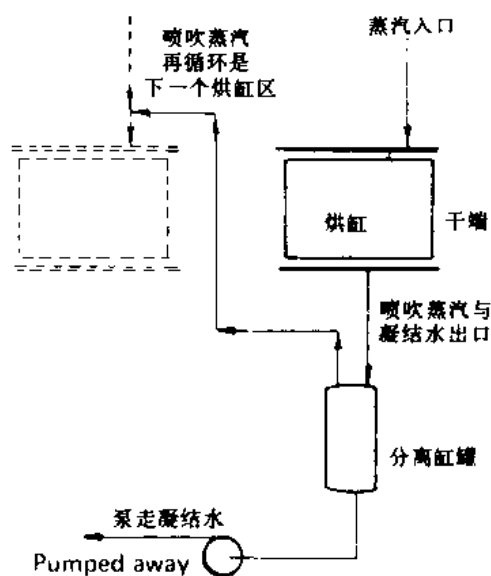 喷吹蒸汽
再循环是
下一个烘缸区
蒸汽入口
烘缸
干端
喷吹蒸汽与
凝结水出口
分离缸罐
泵走凝结水
Pumped away